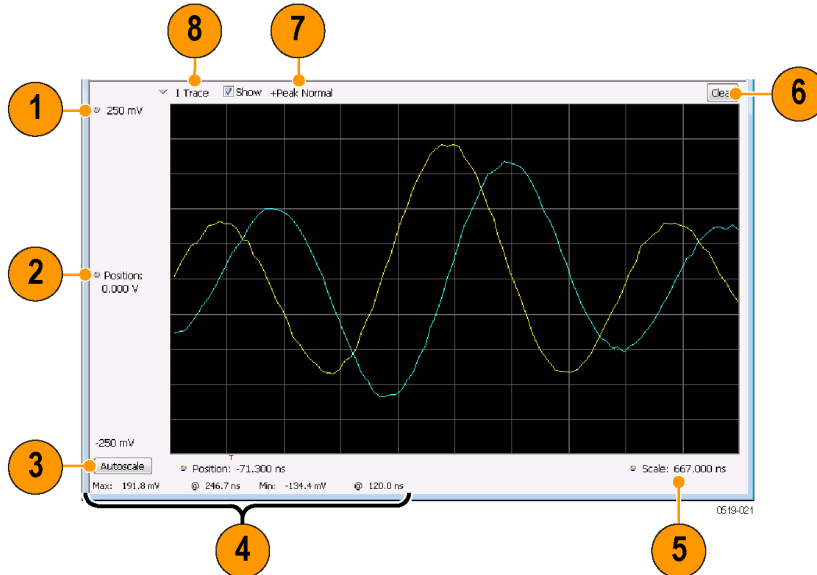 8
7
1
I Trace
Show
+Peak Normal
Clear
6
250 mV
2
Position:
0.000 V
-250 mV
3
Autoscale
T
Position: -71.300 ns
Scale: 667.000 ns
Max: 191.8 mV @ 246.7 ns Min: -134.4 mV @ 120.0 ns
0519-021
4
5